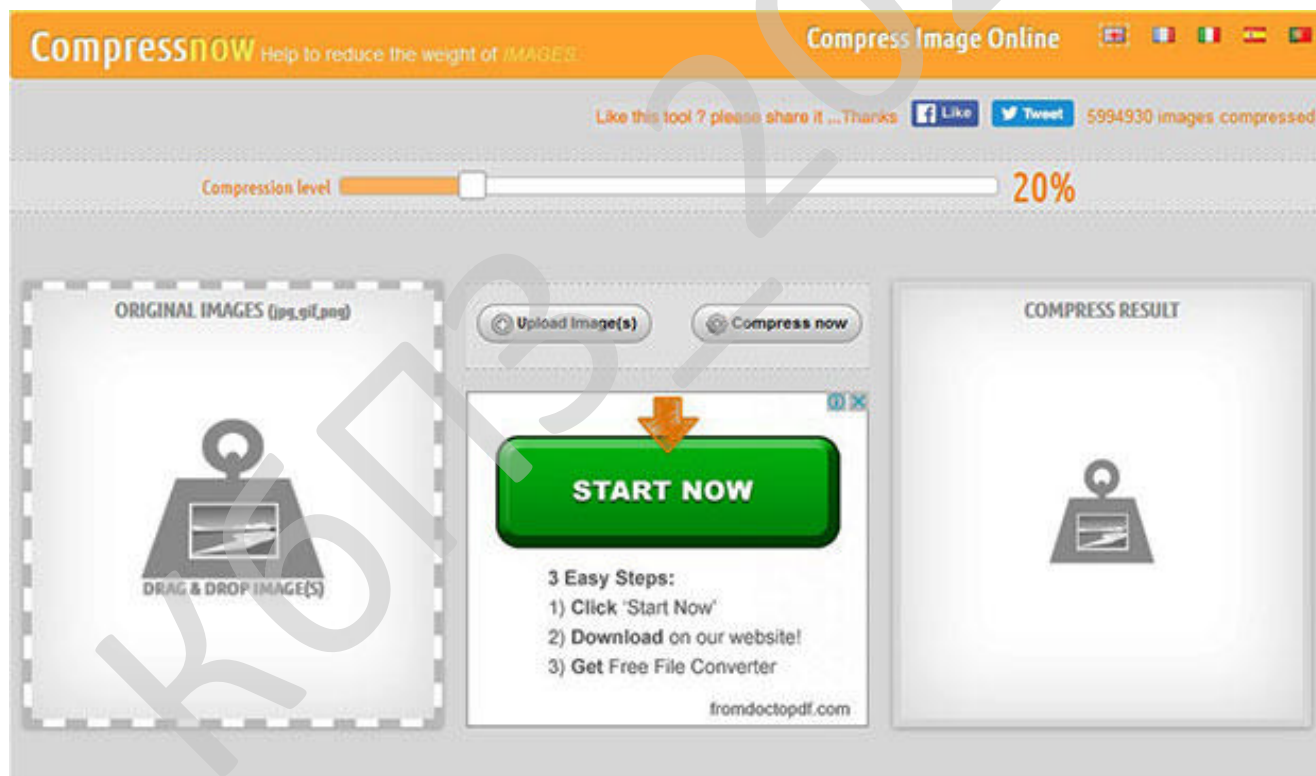 Compressnow Help to reduce the weight of IMAGES.
Compress Image Online
Like this tool ? please share it ...Thanks
Like
Tweet
5994930 images compressed
Compression level
20%
ORIGINAL IMAGES (jpg,gif,png)
DRAG & DROP IMAGE(S)
Upload Image(s)
Compress now
START NOW
3 Easy Steps:
1) Click 'Start Now'
2) Download on our website!
3) Get Free File Converter
fromdoctopdf.com
COMPRESS RESULT